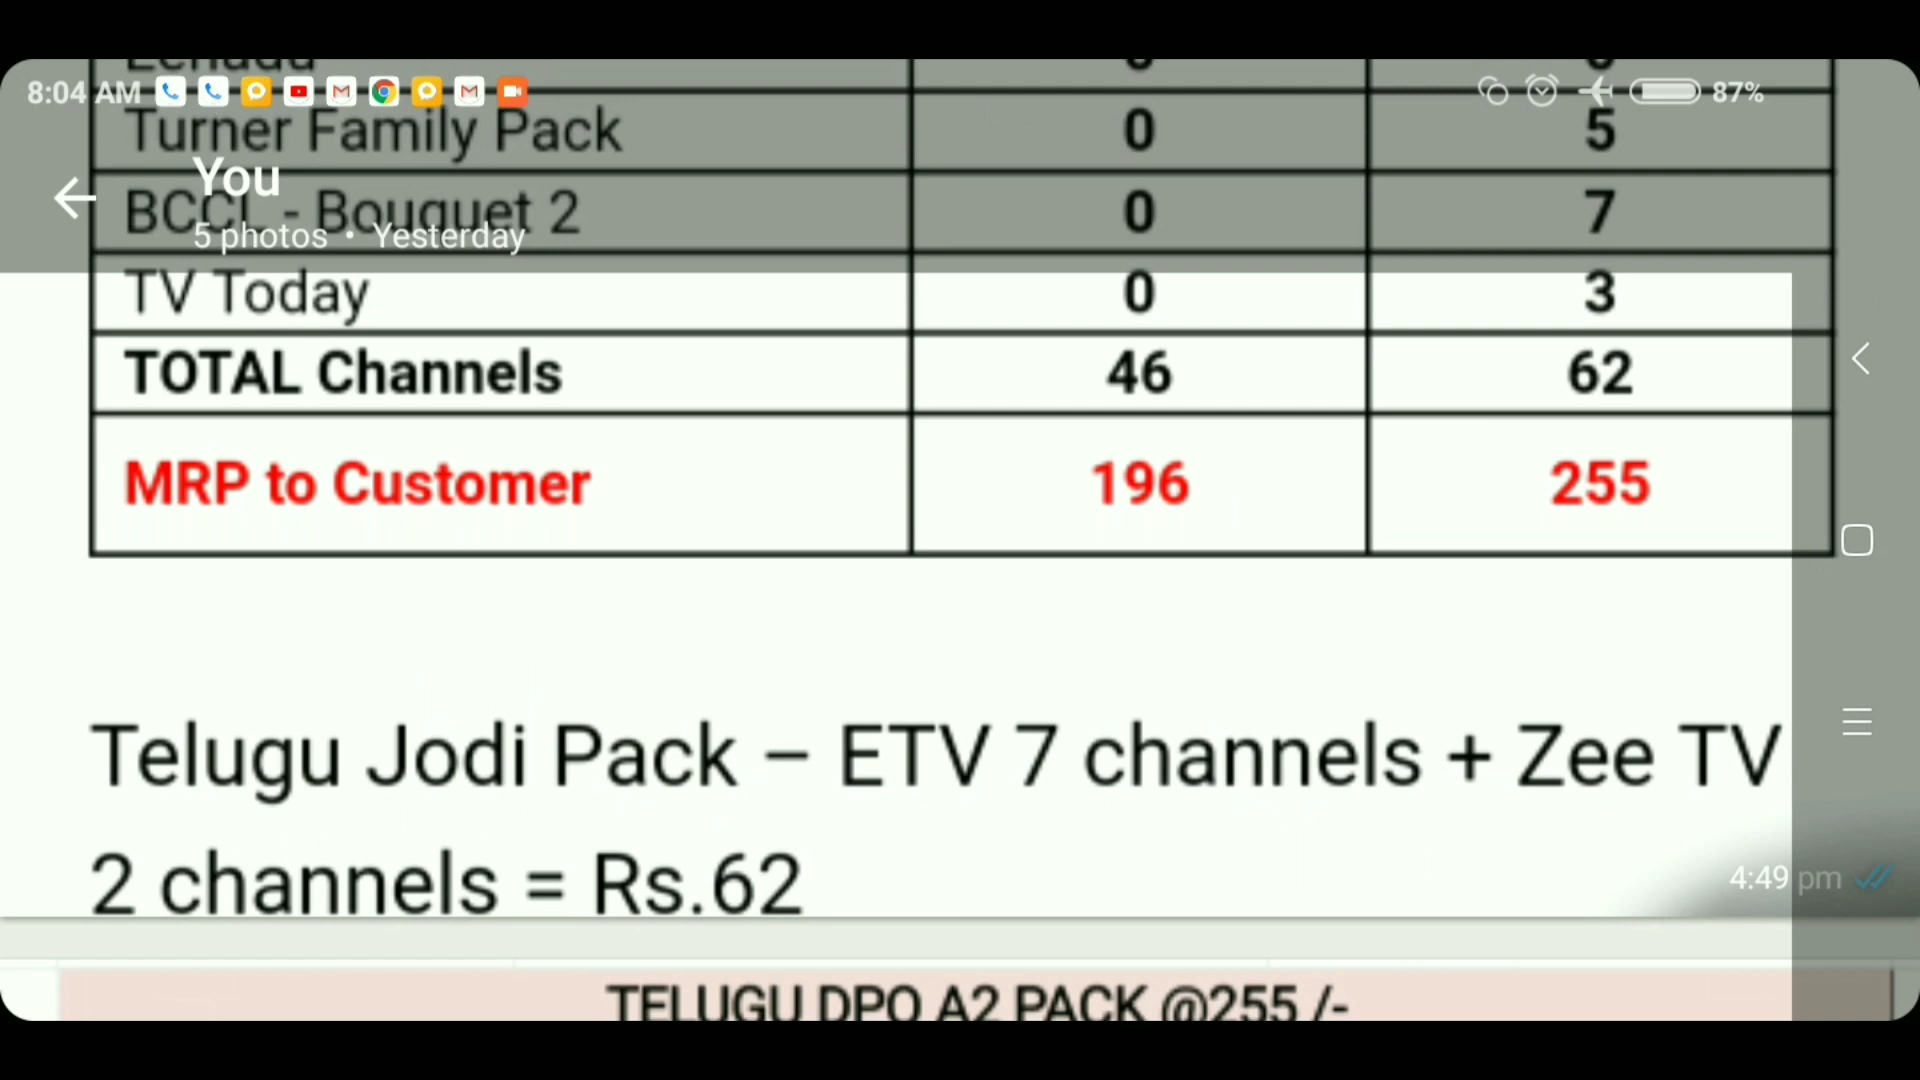 8:04 AM 87%
Turner Family Pack 0 5
You
BCCL - Bouquet 2 0 7
5 photos • Yesterday
TV Today 0 3
TOTAL Channels 46 62
MRP to Customer 196 255
Telugu Jodi Pack – ETV 7 channels + Zee TV
2 channels = Rs.62
4:49 pm
TELUGU DPO A2 PACK @255 /-